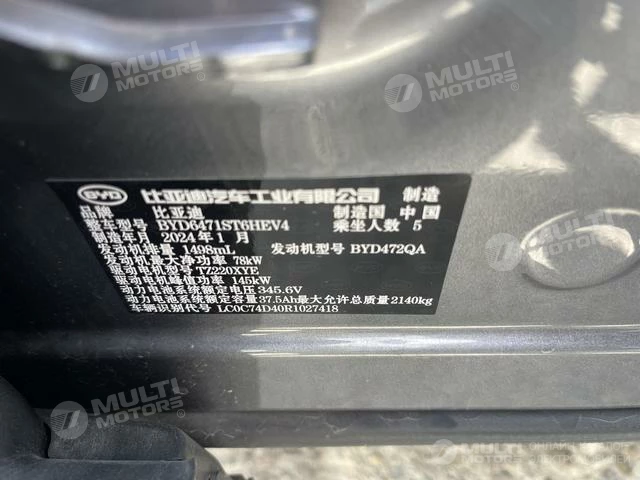 MULTI MOTORS
MULTI MOTORS
BYD 比亚迪汽车工业有限公司 制造
品牌 比亚迪 制造国 中国
整车型号 BYD6471ST6HEV4 乘坐人数 5
制造年月 2024年1月
发动机排量 1498mL 发动机型号 BYD472QA
发动机最大净功率 78kW
驱动电机型号 TZ220XYE
驱动电机峰值功率 145kW
动力电池系统额定电压 345.6V
动力电池系统额定容量 37.5Ah 最大允许总质量 2140kg
车辆识别代号 LC0C74D40R1027418
MULTI MOTORS
MULTI MOTORS